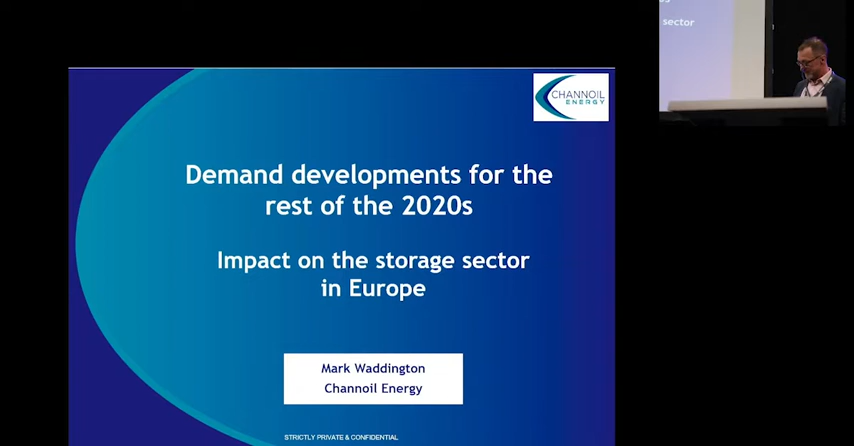 CHANNOIL
ENERGY
Demand developments for the
rest of the 2020s
Impact on the storage sector
in Europe
Mark Waddington
Channoil Energy
STRICTLY PRIVATE & CONFIDENTIAL
sector